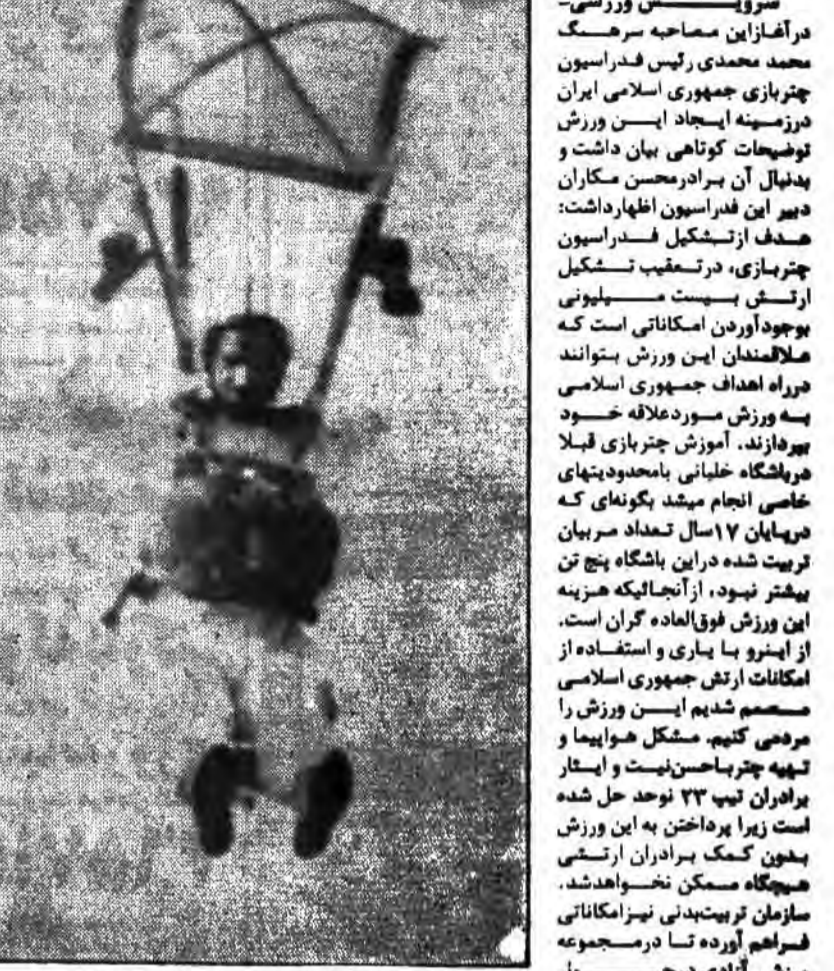 سرویس ورزشی-
درآغازاین مصاحبه سرهنگ
محمد محمدی رئیس فدراسیون
چتربازی جمهوری اسلامی ایران
درزمینه ایجاد این ورزش
توضیحات کوتاهی بیان داشت و
بدنبال آن برادرمحسن مکاران
دبیر این فدراسیون اظهارداشت:
هدف ازتشکیل فدراسیون
چتربازی، درتعقیب تشکیل
ارتش بیست میلیونی
بوجودآوردن امکاناتی است که
علاقمندان این ورزش بتوانند
درراه اهداف جمهوری اسلامی
به ورزش موردعلاقه خود
بپردازند. آموزش چتربازی قبلا
درباشگاه خلبانی بامحدودیتهای
خاصی انجام میشد بگونه‌ای که
درپایان ۱۷سال تعداد مربیان
تربیت شده دراین باشگاه پنج تن
بیشتر نبود، ازآنجائیکه هزینه
این ورزش فوق‌العاده گران است.
از اینرو با یاری و استفاده از
امکانات ارتش جمهوری اسلامی
مصمم شدیم این ورزش را
مردمی کنیم. مشکل هواپیما و
تهیه چترباحسن‌نیت و ایثار
برادران تیپ ۲۳ نوحد حل شده
است زیرا پرداختن به این ورزش
بدون کمک برادران ارتشی
هیچگاه ممکن نخواهدشد.
سازمان تربیت‌بدنی نیزامکاناتی
فراهم آورده تا درمجموعه